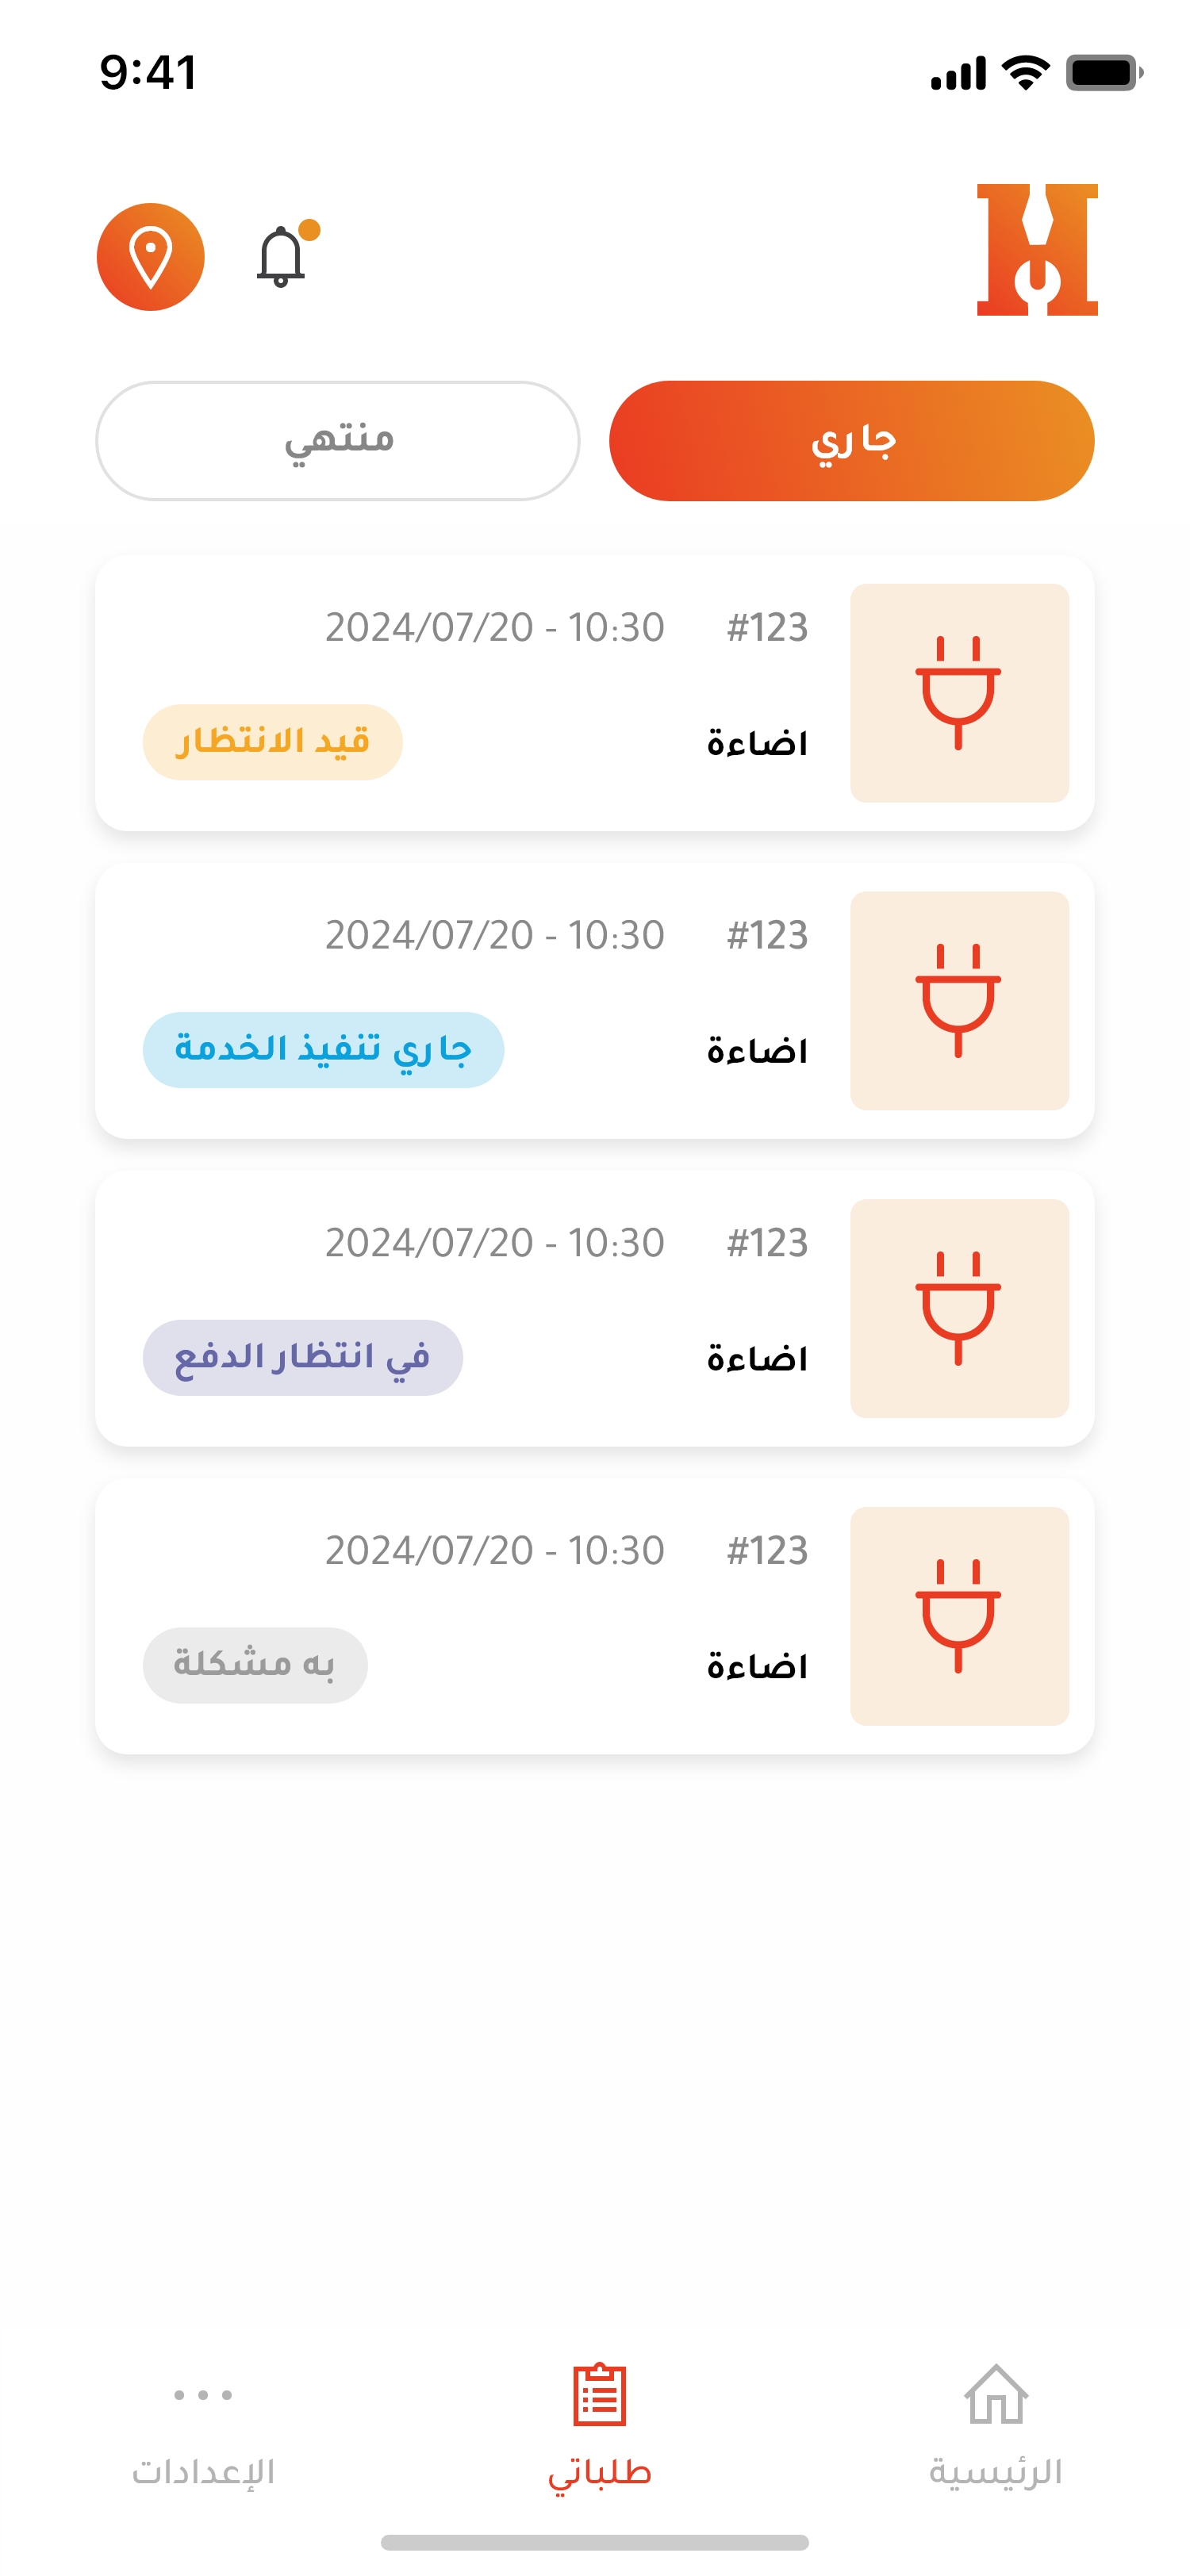 9:41
جاري
منتهي
#123 2024/07/20 - 10:30
اضاءة
قيد الانتظار
#123 2024/07/20 - 10:30
اضاءة
جاري تنفيذ الخدمة
#123 2024/07/20 - 10:30
اضاءة
في انتظار الدفع
#123 2024/07/20 - 10:30
اضاءة
به مشكلة
الرئيسية
طلباتي
الإعدادات